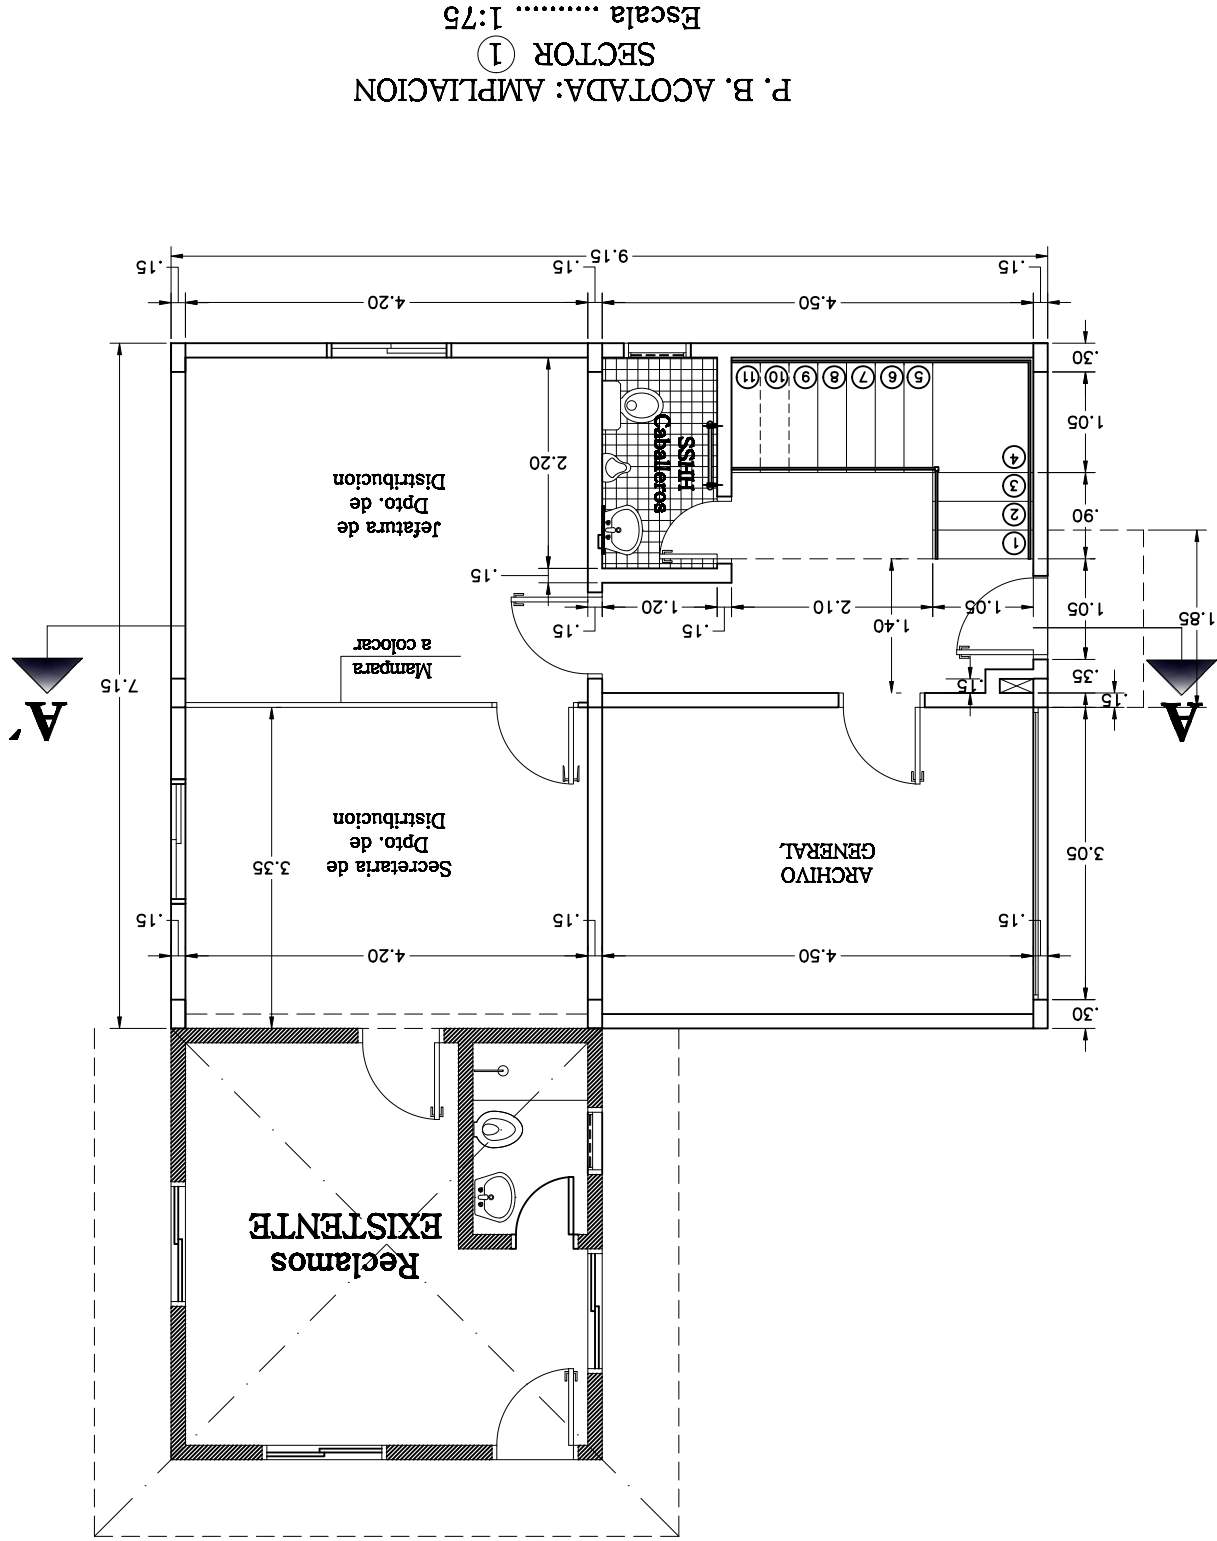 Reclamos
EXISTENTE
.30
4.50
4.20
.15
.15
.15
3.05
ARCHIVO
GENERAL
3.35
Secretaria de
Dpto. de
Distribucion
A
A´
.15
.15
7.15
.35
Mampara
a colocar
1.85
1.40
.15
.15
1.05
1.05
2.10
1.20
.15
1
2
3
4
.90
Jefatura de
Dpto. de
Distribucion
2.20
SSHH
Caballeros
1.05
5
6
7
8
9
10
11
.30
4.50
4.20
.15
.15
.15
9.15
P. B. ACOTADA: AMPLIACION
SECTOR 1
Escala .......... 1:75